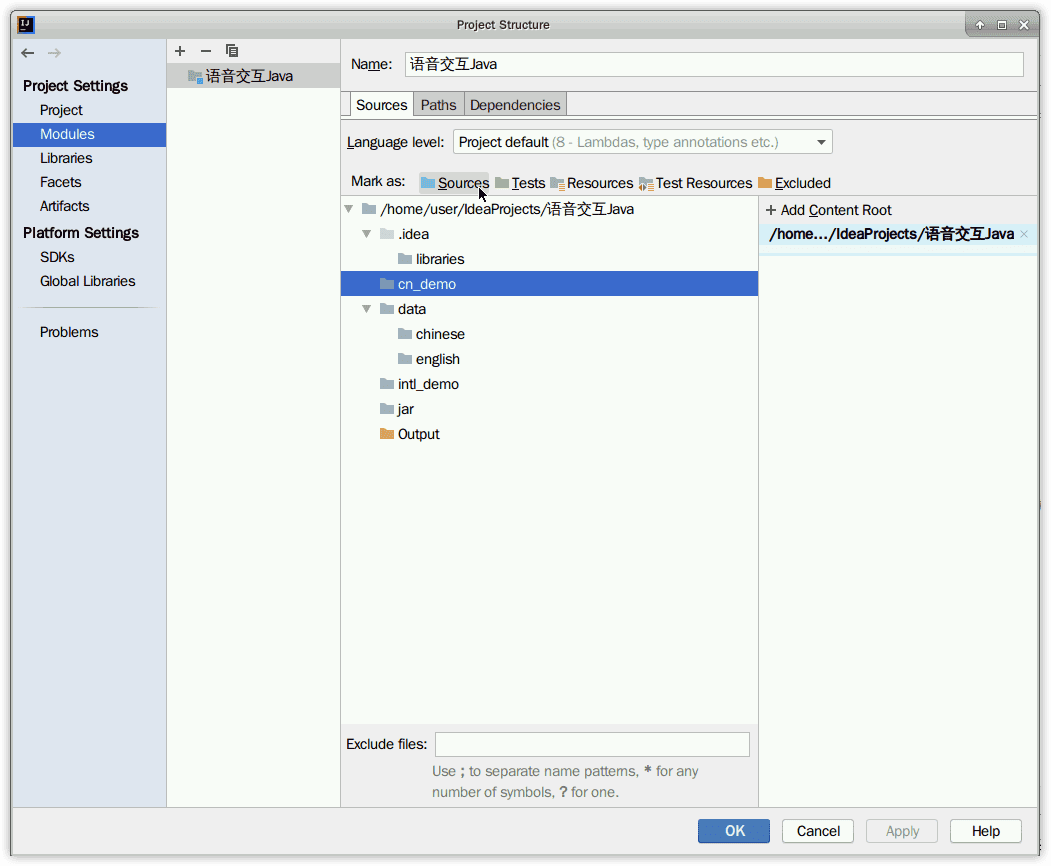 Project Structure
Project Settings
Project
Modules
Libraries
Facets
Artifacts
Platform Settings
SDKs
Global Libraries
Problems
语音交互Java
Name: 语音交互Java
Sources Paths Dependencies
Language level: Project default (8 - Lambdas, type annotations etc.)
Mark as: Sources Tests Resources Test Resources Excluded
/home/user/IdeaProjects/语音交互Java
.idea
libraries
cn_demo
data
chinese
english
intl_demo
jar
Output
+ Add Content Root
/home.../IdeaProjects/语音交互Java
Exclude files:
Use ; to separate name patterns, * for any
number of symbols, ? for one.
OK Cancel Apply Help